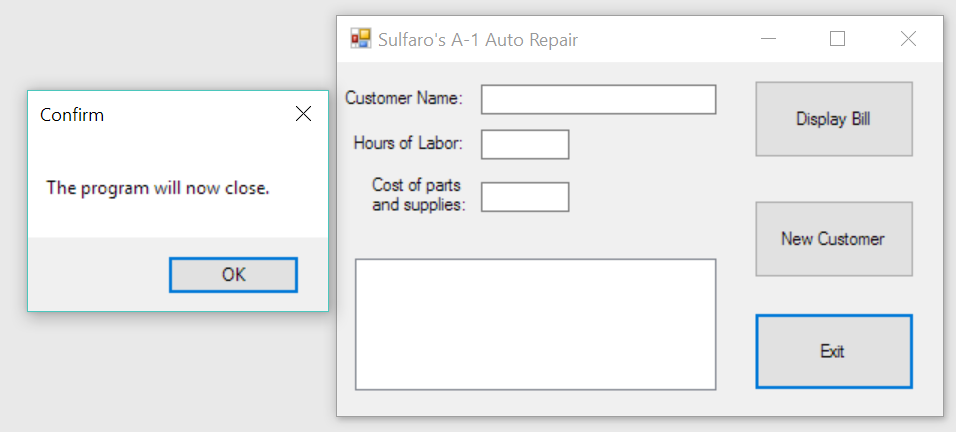 Confirm
The program will now close.
OK
Sulfaro's A-1 Auto Repair
Customer Name:
Hours of Labor:
Cost of parts
and supplies:
Display Bill
New Customer
Exit